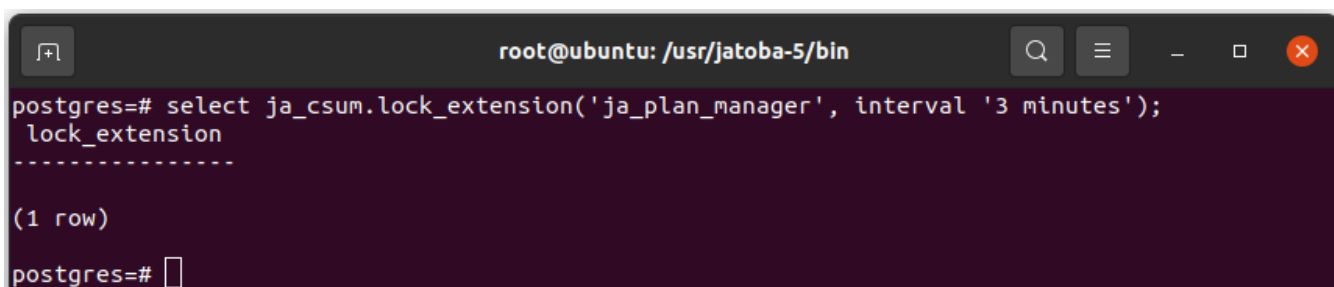 root@ubuntu: /usr/jatoba-5/bin
postgres=# select ja_csum.lock_extension('ja_plan_manager', interval '3 minutes');
 lock_extension
----------------

(1 row)

postgres=#